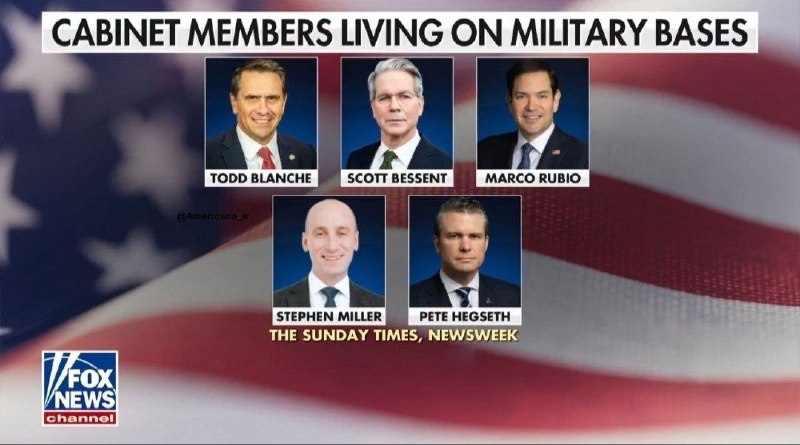 CABINET MEMBERS LIVING ON MILITARY BASES
TODD BLANCHE
SCOTT BESSENT
MARCO RUBIO
@Americana_ir
STEPHEN MILLER
PETE HEGSETH
THE SUNDAY TIMES, NEWSWEEK
FOX
NEWS
channel